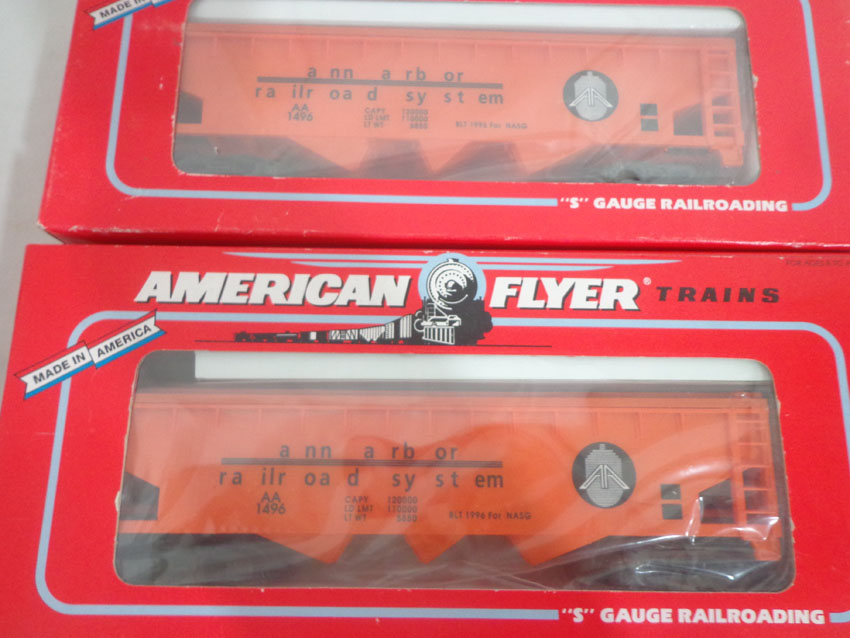 MADE IN
ann arbor
railroad system
AA
1496
CAPY 120000
LD LMT 110000
LT WT 5850
BLT 1996 For NASG
"S" GAUGE RAILROADING
AMERICAN FLYER® TRAINS
MADE IN AMERICA
ann arbor
railroad system
AA
1496
CAPY 120000
LD LMT 110000
LT WT 5850
BLT 1996 For NASG
"S" GAUGE RAILROADING